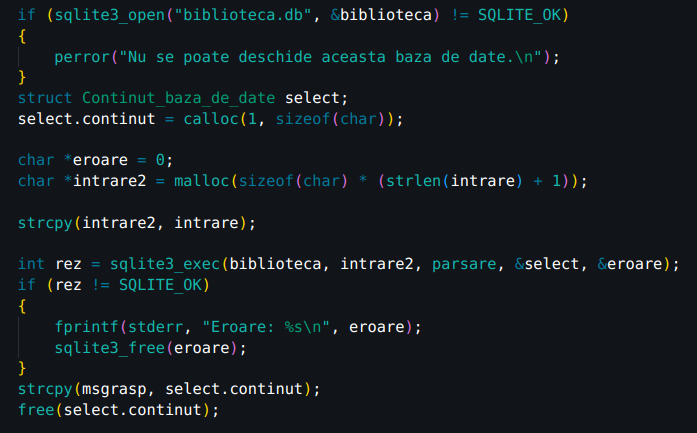 if (sqlite3_open("biblioteca.db", &biblioteca) != SQLITE_OK)
{
    perror("Nu se poate deschide aceasta baza de date.\n");
}
struct Continut_baza_de_date select;
select.continut = calloc(1, sizeof(char));

char *eroare = 0;
char *intrare2 = malloc(sizeof(char) * (strlen(intrare) + 1));

strcpy(intrare2, intrare);

int rez = sqlite3_exec(biblioteca, intrare2, parsare, &select, &eroare);
if (rez != SQLITE_OK)
{
    fprintf(stderr, "Eroare: %s\n", eroare);
    sqlite3_free(eroare);
}
strcpy(msgrasp, select.continut);
free(select.continut);